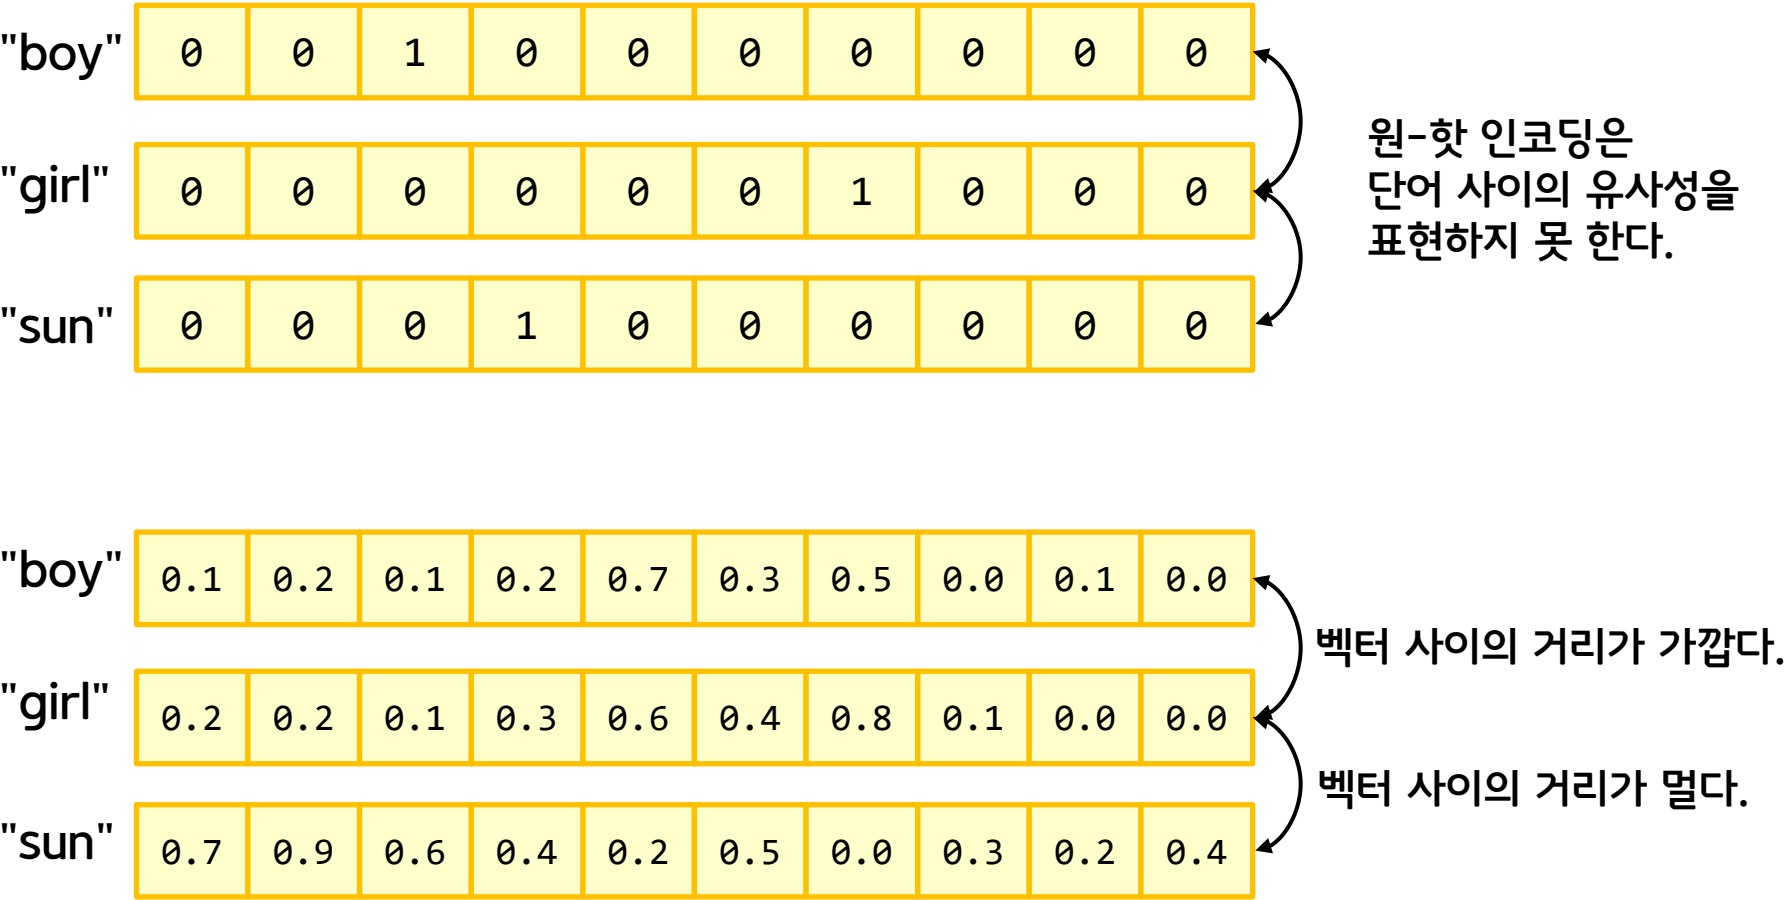 "boy" 0 0 1 0 0 0 0 0 0 0
"girl" 0 0 0 0 0 0 1 0 0 0
"sun" 0 0 0 1 0 0 0 0 0 0
원-핫 인코딩은
단어 사이의 유사성을
표현하지 못 한다.
"boy" 0.1 0.2 0.1 0.2 0.7 0.3 0.5 0.0 0.1 0.0
"girl" 0.2 0.2 0.1 0.3 0.6 0.4 0.8 0.1 0.0 0.0
"sun" 0.7 0.9 0.6 0.4 0.2 0.5 0.0 0.3 0.2 0.4
벡터 사이의 거리가 가깝다.
벡터 사이의 거리가 멀다.